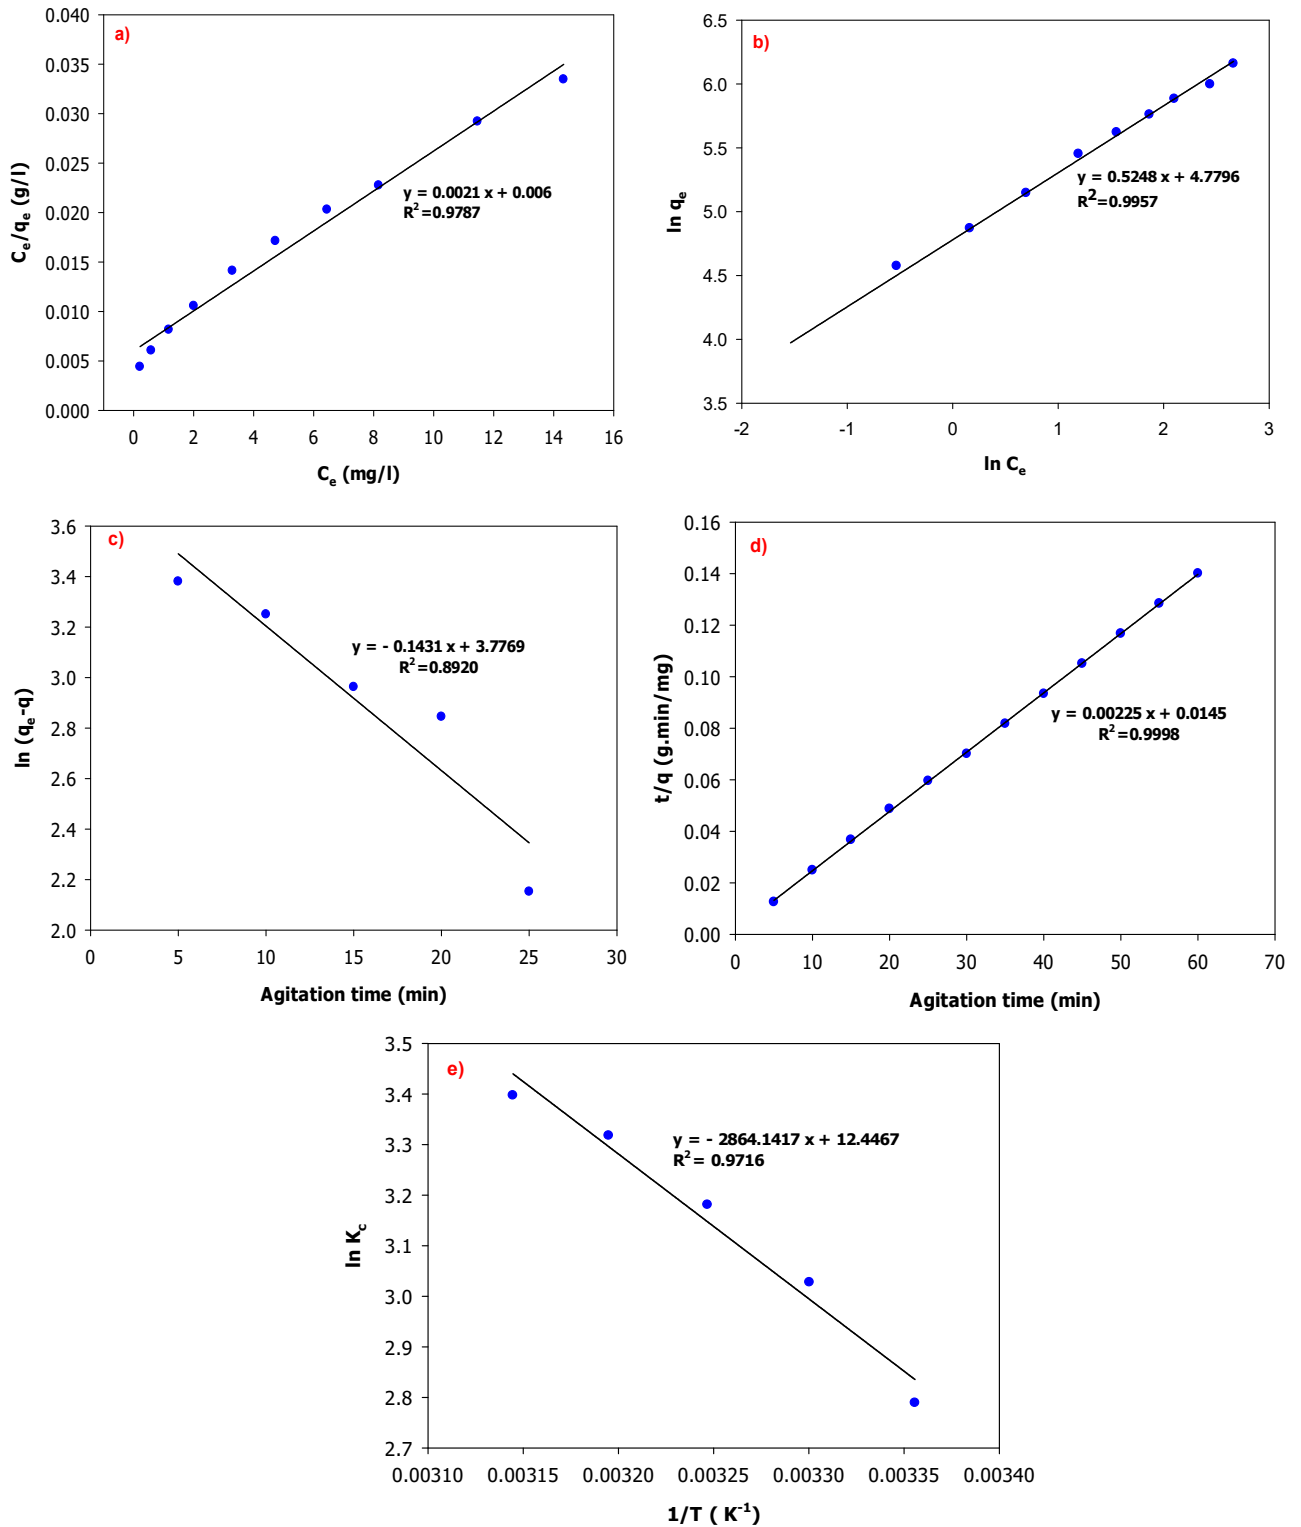 a)
0.040
0.035
0.030
0.025
0.020
0.015
0.010
0.005
0.000
C_e/q_e (g/l)
y = 0.0021 x + 0.006
R²=0.9787
0 2 4 6 8 10 12 14 16
C_e (mg/l)
b)
6.5
6.0
5.5
5.0
4.5
4.0
3.5
ln q_e
y = 0.5248 x + 4.7796
R²=0.9957
-2 -1 0 1 2 3
ln C_e
c)
3.6
3.4
3.2
3.0
2.8
2.6
2.4
2.2
2.0
ln (q_e-q)
y = - 0.1431 x + 3.7769
R²=0.8920
0 5 10 15 20 25 30
Agitation time (min)
d)
0.16
0.14
0.12
0.10
0.08
0.06
0.04
0.02
0.00
t/q (g.min/mg)
y = 0.00225 x + 0.0145
R²=0.9998
0 10 20 30 40 50 60 70
Agitation time (min)
e)
3.5
3.4
3.3
3.2
3.1
3.0
2.9
2.8
2.7
ln K_c
y = - 2864.1417 x + 12.4467
R²= 0.9716
0.00310 0.00315 0.00320 0.00325 0.00330 0.00335 0.00340
1/T ( K⁻¹)